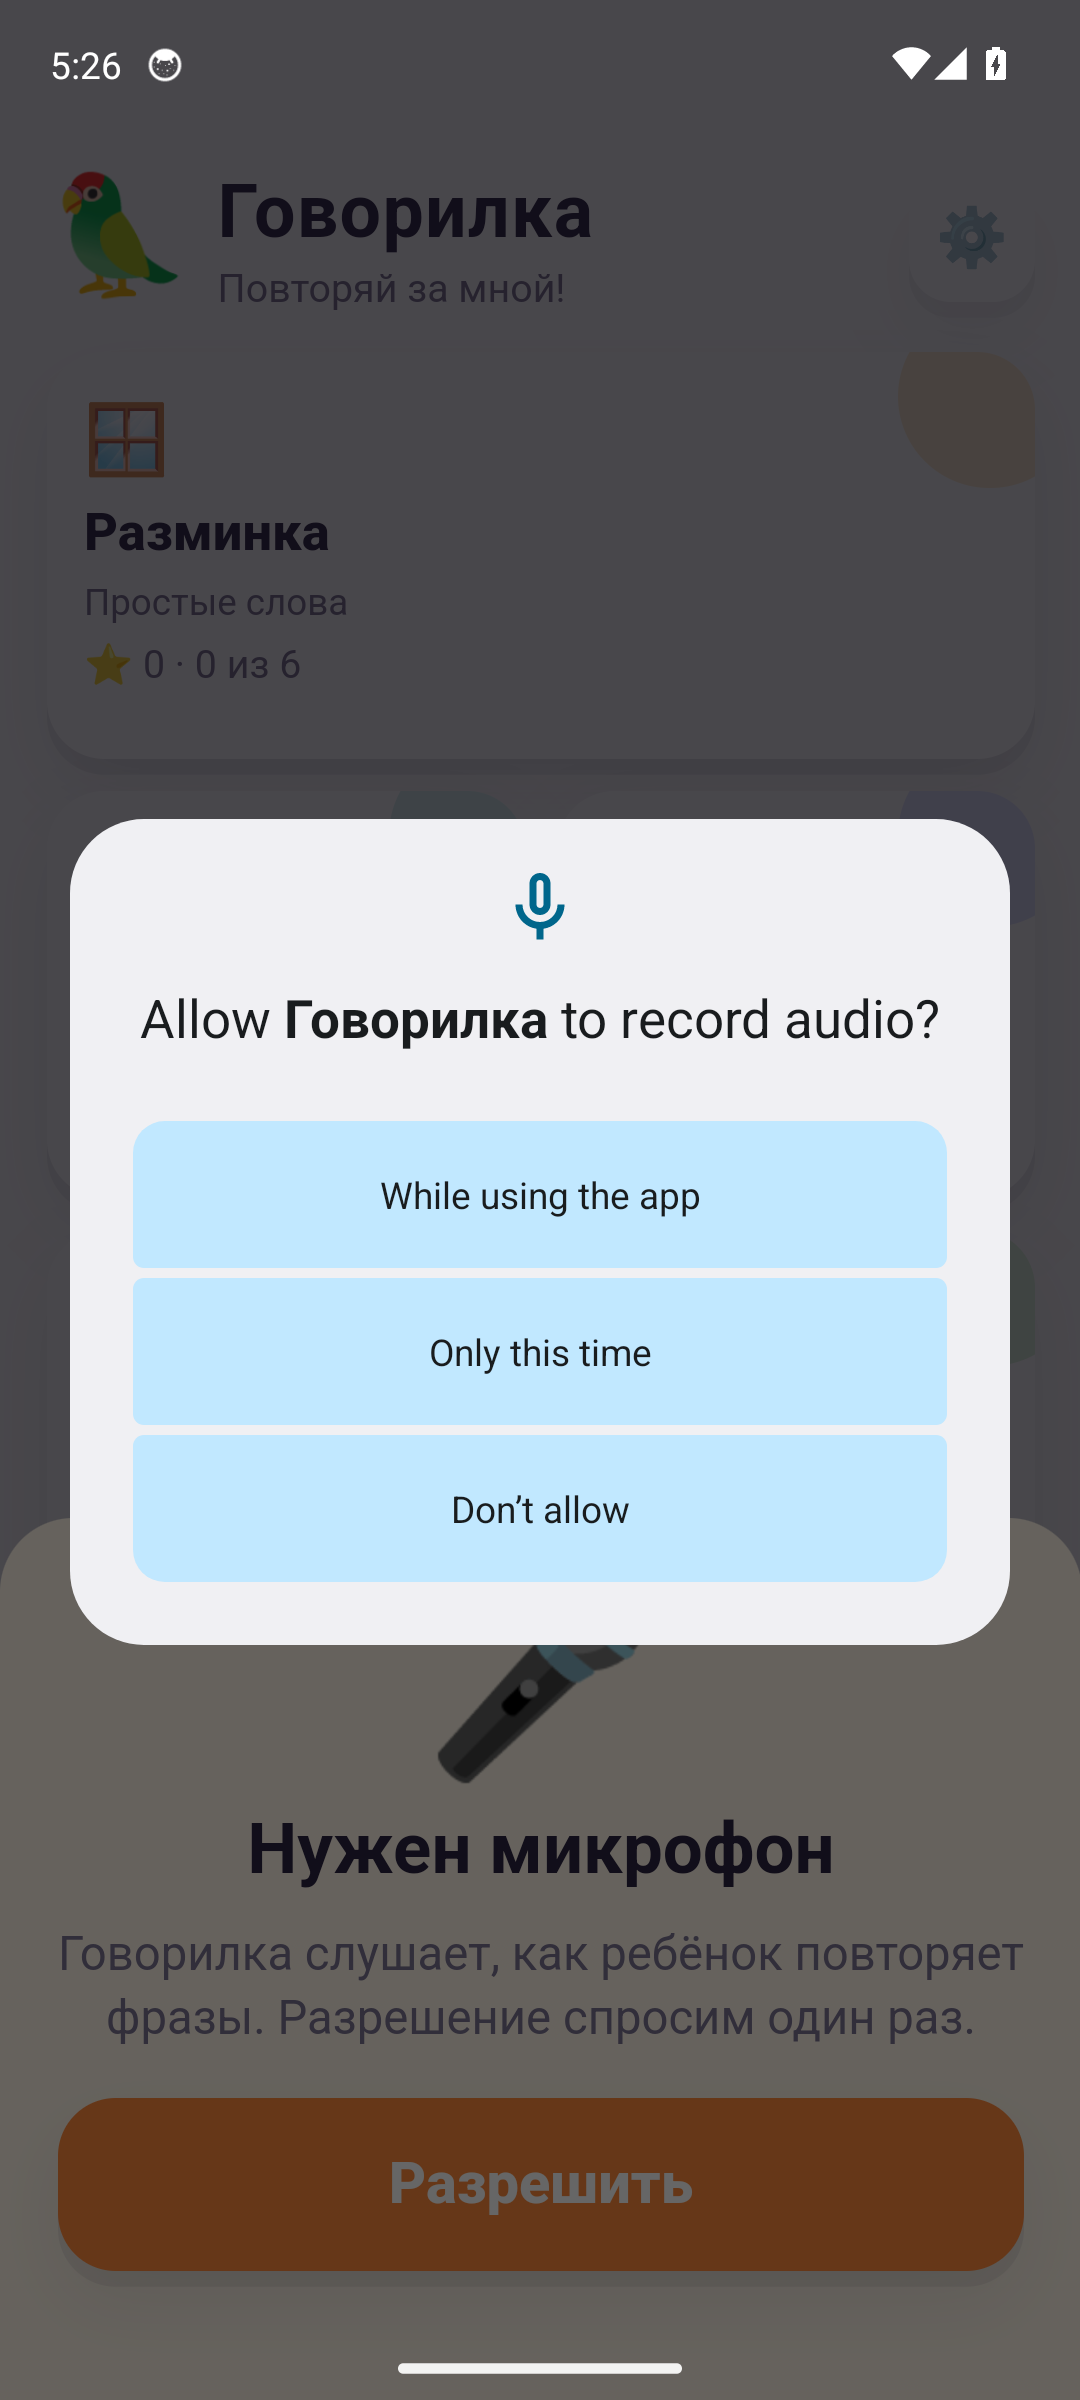 5:26
Говорилка
Повторяй за мной!
Разминка
Простые слова
0 · 0 из 6
Allow Говорилка to record audio?
While using the app
Only this time
Don’t allow
Нужен микрофон
Говорилка слушает, как ребёнок повторяет
фразы. Разрешение спросим один раз.
Разрешить